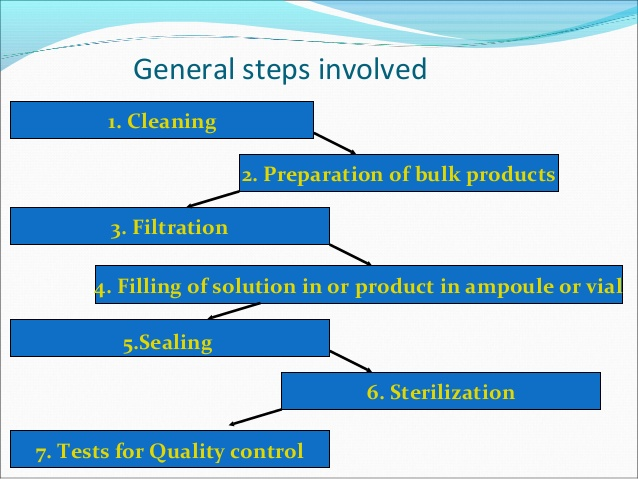 General steps involved
1. Cleaning
2. Preparation of bulk products
3. Filtration
4. Filling of solution in or product in ampoule or vial
5.Sealing
6. Sterilization
7. Tests for Quality control